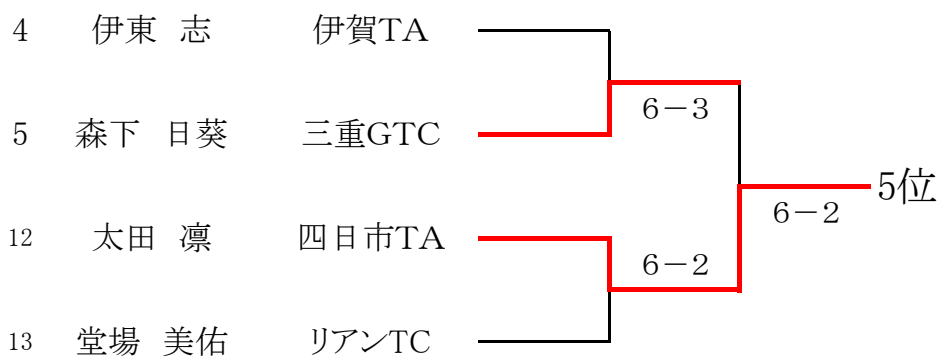 4 伊東 志 伊賀TA
6－3
5 森下 日葵 三重GTC
5位
6－2
12 太田 凛 四日市TA
6－2
13 堂場 美佑 リアンTC